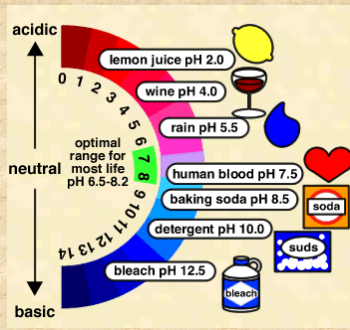 acidic
lemon juice pH 2.0
wine pH 4.0
rain pH 5.5
0 1 2 3 4 5 6 7 8 9 10 11 12 13 14
optimal
range for
most life
pH 6.5-8.2
neutral
human blood pH 7.5
baking soda pH 8.5
soda
detergent pH 10.0
suds
bleach pH 12.5
bleach
basic